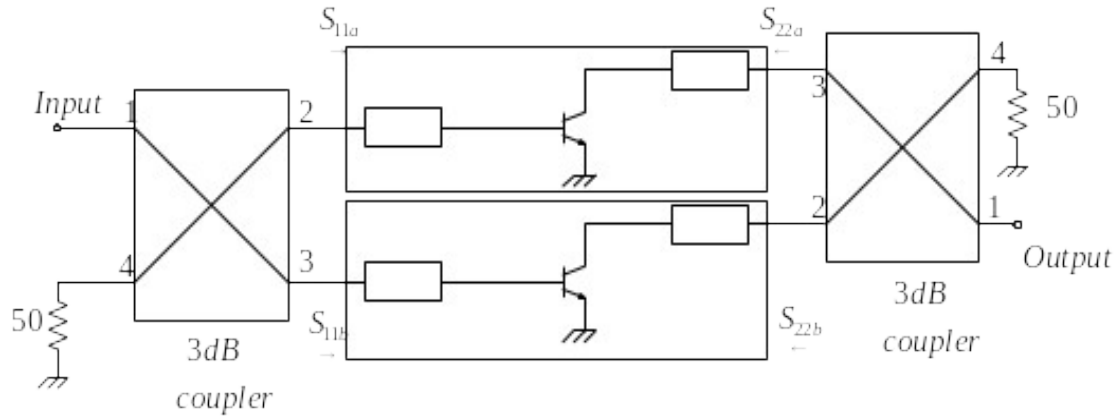 S11a
S22a
Input
1
2
3
4
50
4
3
50
3dB
coupler
S11b
S22b
2
1
Output
3dB
coupler